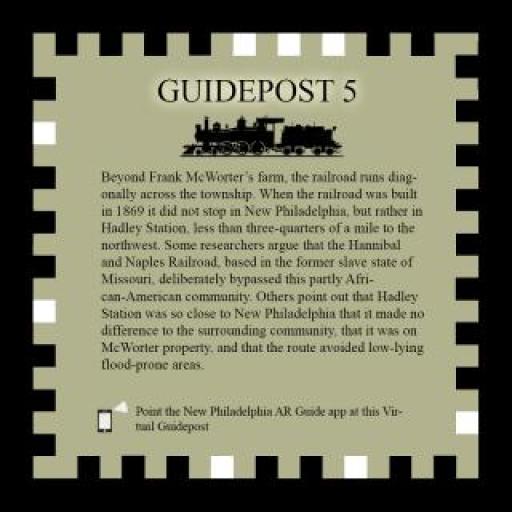 GUIDEPOST 5
Beyond Frank McWorter's farm, the railroad runs diag-
onally across the township. When the railroad was built
in 1869 it did not stop in New Philadelphia, but rather in
Hadley Station, less than three-quarters of a mile to the
northwest. Some researchers argue that the Hannibal
and Naples Railroad, based in the former slave state of
Missouri, deliberately bypassed this partly Afri-
can-American community. Others point out that Hadley
Station was so close to New Philadelphia that it made no
difference to the surrounding community, that it was on
McWorter property, and that the route avoided low-lying
flood-prone areas.
Point the New Philadelphia AR Guide app at this Vir-
tual Guidepost